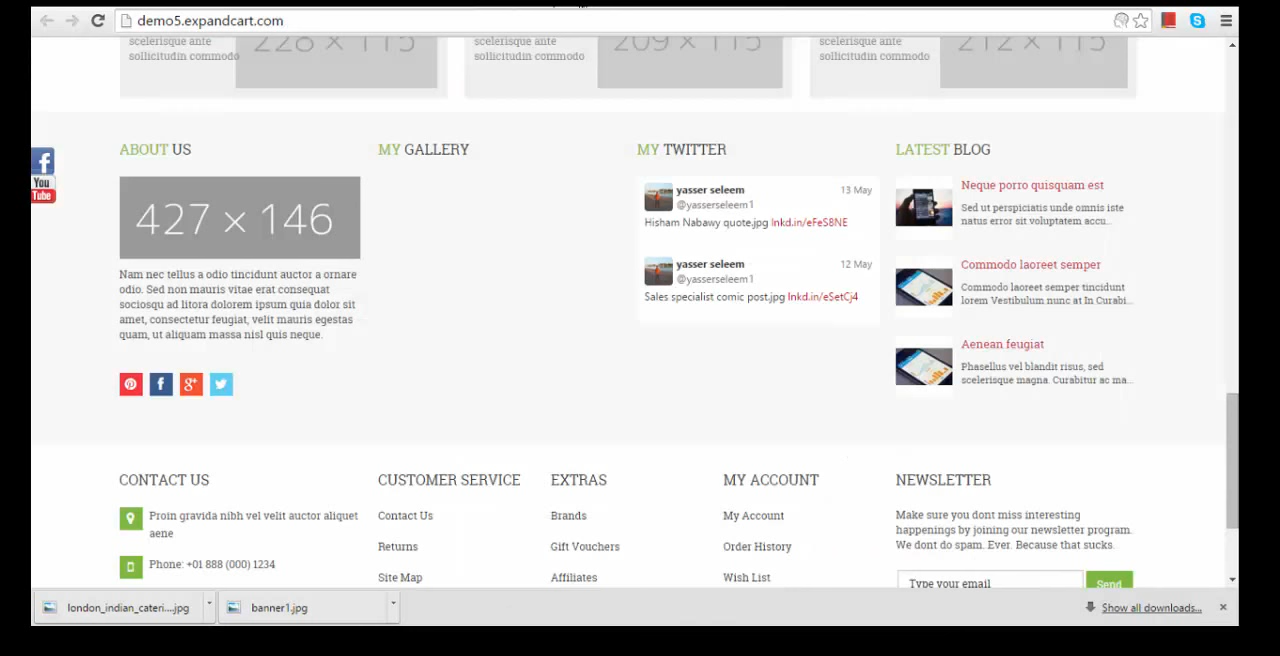 demo5.expandcart.com
scelerisque ante
sollicitudin commodo
228 × 115
scelerisque ante
sollicitudin commodo
209 × 115
scelerisque ante
sollicitudin commodo
212 × 115
You
Tube
ABOUT US
427 × 146
Nam nec tellus a odio tincidunt auctor a ornare
odio. Sed non mauris vitae erat consequat
sociosqu ad litora dolorem ipsum quia dolor sit
amet, consectetur feugiat, velit mauris egestas
quam, ut aliquam massa nisl quis neque.
MY GALLERY
MY TWITTER
yasser seleem 13 May
@yasserseleem1
Hisham Nabawy quote.jpg lnkd.in/eFeS8NE
yasser seleem 12 May
@yasserseleem1
Sales specialist comic post.jpg lnkd.in/eSetCj4
LATEST BLOG
Neque porro quisquam est
Sed ut perspiciatis unde omnis iste
natus error sit voluptatem accu...
Commodo laoreet semper
Commodo laoreet semper tincidunt
lorem Vestibulum nunc at In Curabi...
Aenean feugiat
Phasellus vel blandit risus, sed
scelerisque magna. Curabitur ac ma...
CONTACT US
Proin gravida nibh vel velit auctor aliquet
aene
Phone: +01 888 (000) 1234
CUSTOMER SERVICE
Contact Us
Returns
Site Map
EXTRAS
Brands
Gift Vouchers
Affiliates
MY ACCOUNT
My Account
Order History
Wish List
NEWSLETTER
Make sure you dont miss interesting
happenings by joining our newsletter program.
We dont do spam. Ever. Because that sucks.
Type your email
Send
london_indian_cateri....jpg
banner1.jpg
Show all downloads...